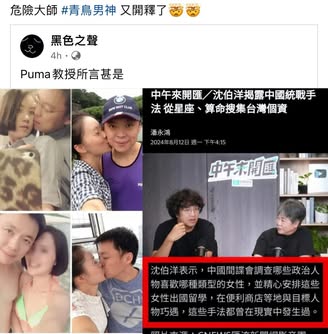 危險大師 #青鳥男神 又開釋了🤯🤯
黑色之聲
4h ·
Puma教授所言甚是
中午來開匯／沈伯洋揭露中國統戰手
法 從星座、算命搜集台灣個資
潘永鴻
2024年8月12日 週一 下午4:15
中午來開匯
沈伯洋表示，中國間諜會調查哪些政治人
物喜歡哪種類型的女性，並精心安排這些
女性出國留學，在便利商店等地與目標人
物巧遇，這些手法都曾在現實中發生過。